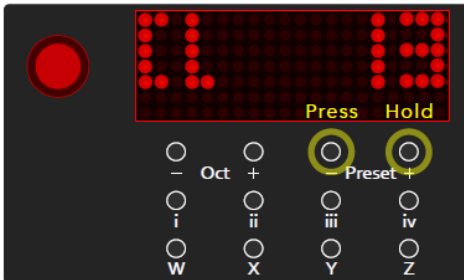 Press Hold
− Oct + − Preset +
i ii iii iv
W X Y Z